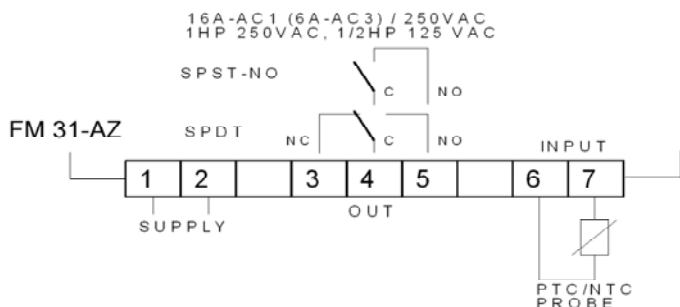 16A-AC1 (6A-AC3) / 250VAC
1HP 250VAC, 1/2HP 125 VAC
SPST-NO
C
NO
FM 31-AZ
SPDT
NC
C
NO
INPUT
1 2 3 4 5 6 7
OUT
SUPPLY
PTC/NTC
PROBE